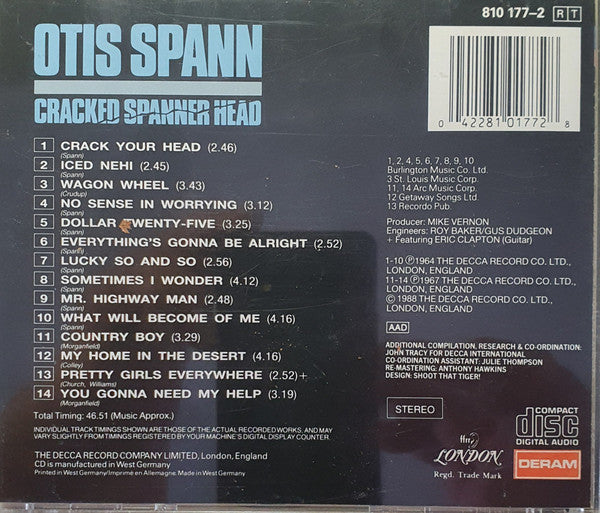 810 177-2 RT
OTIS SPANN
CRACKED SPANNER HEAD
0 42281 01772 8
1 CRACK YOUR HEAD (2.46)
(Spann)
2 ICED NEHI (2.45)
(Spann)
3 WAGON WHEEL (3.43)
(Crudup)
4 NO SENSE IN WORRYING (3.12)
(Spann)
5 DOLLAR TWENTY-FIVE (3.25)
(Spann)
6 EVERYTHING'S GONNA BE ALRIGHT (2.52)
(Spann)
7 LUCKY SO AND SO (2.56)
(Spann)
8 SOMETIMES I WONDER (4.12)
(Spann)
9 MR. HIGHWAY MAN (2.48)
(Spann)
10 WHAT WILL BECOME OF ME (4.16)
(Spann)
11 COUNTRY BOY (3.29)
(Morganfield)
12 MY HOME IN THE DESERT (4.16)
(Colley)
13 PRETTY GIRLS EVERYWHERE (2.52)+
(Church, Williams)
14 YOU GONNA NEED MY HELP (3.19)
(Morganfield)
Total Timing: 46.51 (Music Approx.)
INDIVIDUAL TRACK TIMINGS SHOWN ARE THOSE OF THE ACTUAL RECORDED WORKS, AND MAY
VARY SLIGHTLY FROM TIMINGS REGISTERED BY YOUR MACHINE'S DIGITAL DISPLAY COUNTER.
THE DECCA RECORD COMPANY LIMITED, London, England
CD is manufactured in West Germany
Printed in West Germany/Imprimé en Allemagne. Made in West Germany
1, 2, 4, 5, 6, 7, 8, 9, 10
Burlington Music Co. Ltd.
3 St. Louis Music Corp.
11, 14 Arc Music Corp.
12 Getaway Songs Ltd
13 Recordo Pub.
Producer: MIKE VERNON
Engineers: ROY BAKER/GUS DUDGEON
+ Featuring ERIC CLAPTON (Guitar)
1-10 ℗ 1964 THE DECCA RECORD CO. LTD.,
LONDON, ENGLAND
11-14 ℗ 1967 THE DECCA RECORD CO. LTD.,
LONDON, ENGLAND
© 1988 THE DECCA RECORD CO. LTD.,
LONDON, ENGLAND
AAD
ADDITIONAL COMPILATION, RESEARCH & CO-ORDINATION:
JOHN TRACY FOR DECCA INTERNATIONAL
CO-ORDINATION ASSISTANT: JULIE THOMPSON
RE-MASTERING: ANTHONY HAWKINS
DESIGN: SHOOT THAT TIGER!
STEREO
COMPACT
disc
DIGITAL AUDIO
ffrr
LONDON
Regd. Trade Mark
DERAM